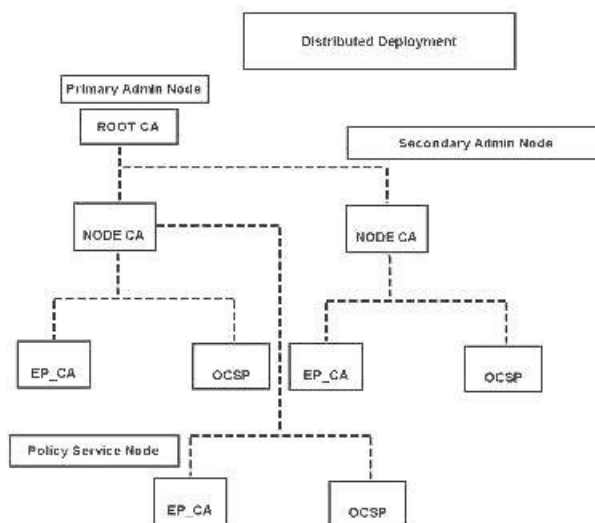 Distributed Deployment
Primary Admin Node
ROOT CA
Secondary Admin Node
NODE CA
NODE CA
EP_CA
OCSP
EP_CA
OCSP
Policy Service Node
EP_CA
OCSP